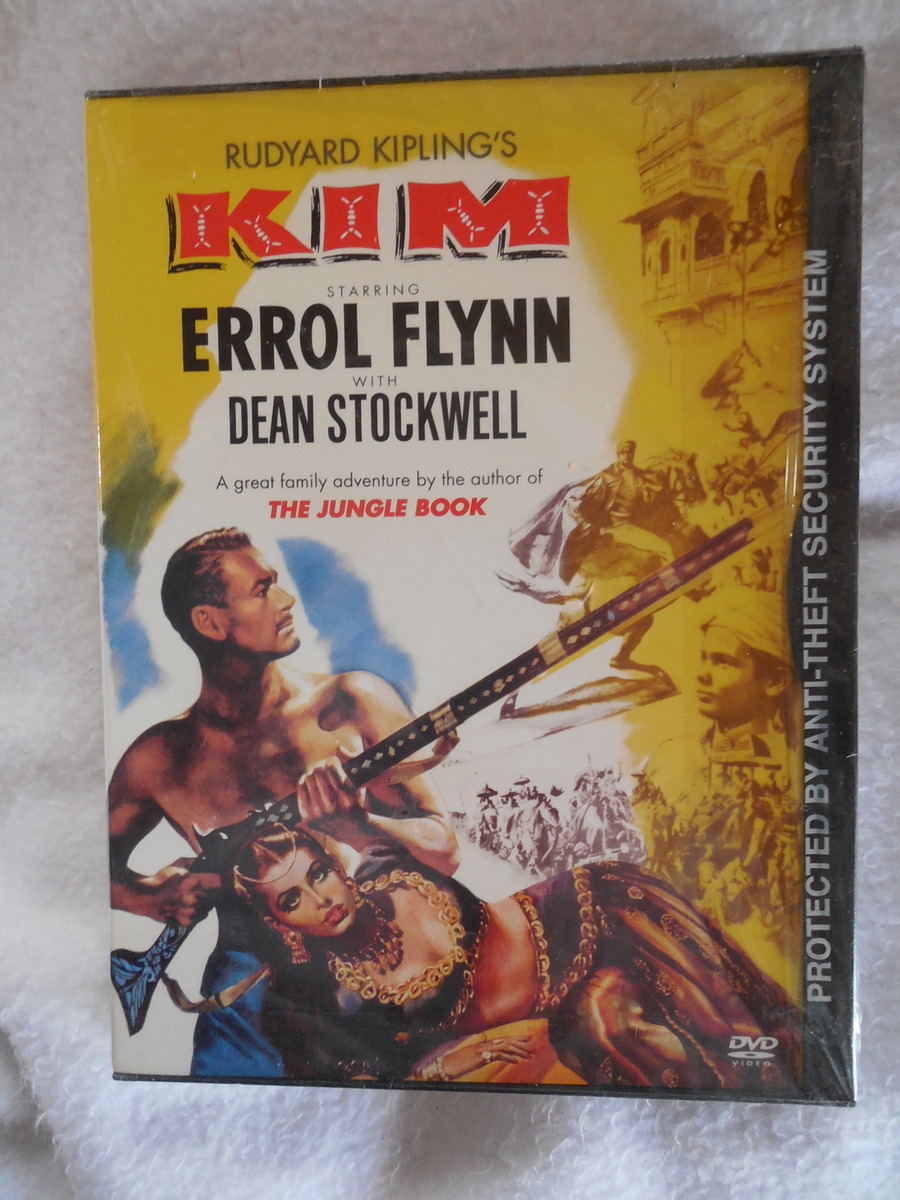 RUDYARD KIPLING'S
KIM
STARRING
ERROL FLYNN
WITH
DEAN STOCKWELL
A great family adventure by the author of
THE JUNGLE BOOK
PROTECTED BY ANTI-THEFT SECURITY SYSTEM
DVD
VIDEO